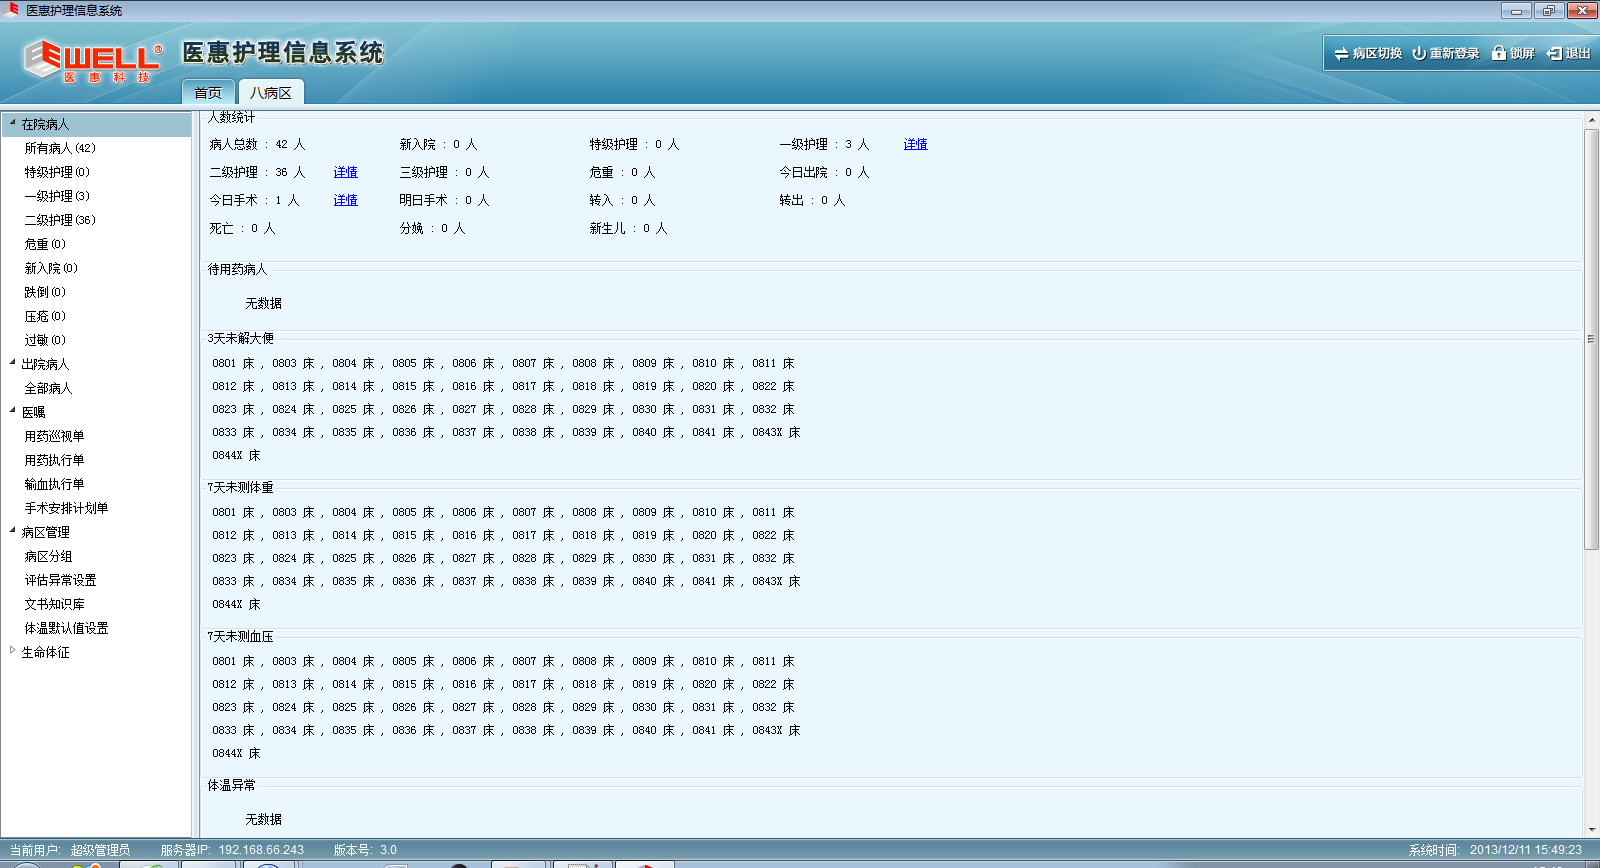 医惠护理信息系统
EWELL®
医惠科技
医惠护理信息系统
病区切换 重新登录 锁屏 退出
首页 八病区
在院病人
所有病人(42)
特级护理(0)
一级护理(3)
二级护理(36)
危重(0)
新入院(0)
跌倒(0)
压疮(0)
过敏(0)
出院病人
全部病人
医嘱
用药巡视单
用药执行单
输血执行单
手术安排计划单
病区管理
病区分组
评估异常设置
文书知识库
体温默认值设置
生命体征
人数统计
病人总数 : 42 人 新入院 : 0 人 特级护理 : 0 人 一级护理 : 3 人 详情
二级护理 : 36 人 详情 三级护理 : 0 人 危重 : 0 人 今日出院 : 0 人
今日手术 : 1 人 详情 明日手术 : 0 人 转入 : 0 人 转出 : 0 人
死亡 : 0 人 分娩 : 0 人 新生儿 : 0 人
待用药病人
无数据
3天未解大便
0801 床 , 0803 床 , 0804 床 , 0805 床 , 0806 床 , 0807 床 , 0808 床 , 0809 床 , 0810 床 , 0811 床
0812 床 , 0813 床 , 0814 床 , 0815 床 , 0816 床 , 0817 床 , 0818 床 , 0819 床 , 0820 床 , 0822 床
0823 床 , 0824 床 , 0825 床 , 0826 床 , 0827 床 , 0828 床 , 0829 床 , 0830 床 , 0831 床 , 0832 床
0833 床 , 0834 床 , 0835 床 , 0836 床 , 0837 床 , 0838 床 , 0839 床 , 0840 床 , 0841 床 , 0843X 床
0844X 床
7天未测体重
0801 床 , 0803 床 , 0804 床 , 0805 床 , 0806 床 , 0807 床 , 0808 床 , 0809 床 , 0810 床 , 0811 床
0812 床 , 0813 床 , 0814 床 , 0815 床 , 0816 床 , 0817 床 , 0818 床 , 0819 床 , 0820 床 , 0822 床
0823 床 , 0824 床 , 0825 床 , 0826 床 , 0827 床 , 0828 床 , 0829 床 , 0830 床 , 0831 床 , 0832 床
0833 床 , 0834 床 , 0835 床 , 0836 床 , 0837 床 , 0838 床 , 0839 床 , 0840 床 , 0841 床 , 0843X 床
0844X 床
7天未测血压
0801 床 , 0803 床 , 0804 床 , 0805 床 , 0806 床 , 0807 床 , 0808 床 , 0809 床 , 0810 床 , 0811 床
0812 床 , 0813 床 , 0814 床 , 0815 床 , 0816 床 , 0817 床 , 0818 床 , 0819 床 , 0820 床 , 0822 床
0823 床 , 0824 床 , 0825 床 , 0826 床 , 0827 床 , 0828 床 , 0829 床 , 0830 床 , 0831 床 , 0832 床
0833 床 , 0834 床 , 0835 床 , 0836 床 , 0837 床 , 0838 床 , 0839 床 , 0840 床 , 0841 床 , 0843X 床
0844X 床
体温异常
无数据
当前用户: 超级管理员 服务器IP: 192.168.66.243 版本号: 3.0 系统时间: 2013/12/11 15:49:23